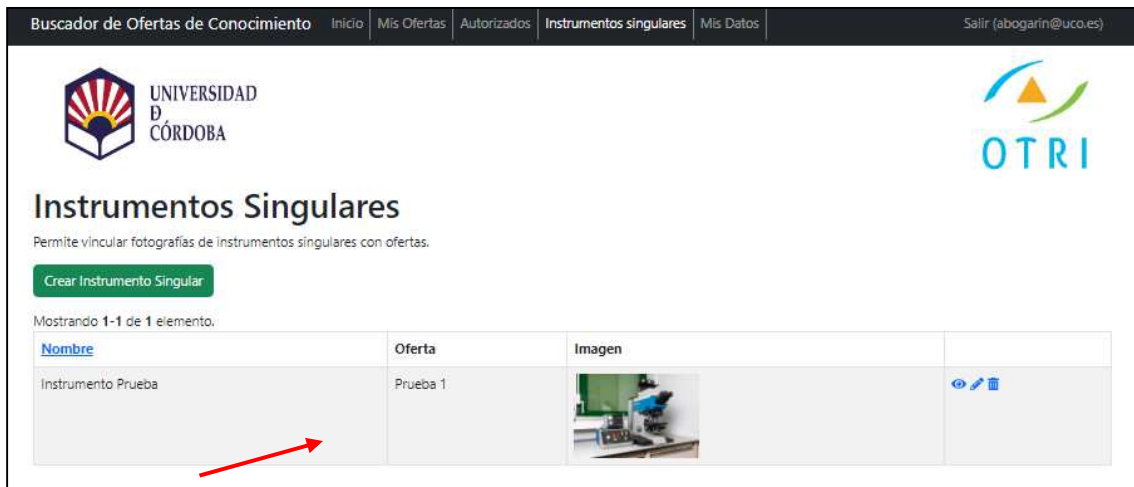 Buscador de Ofertas de Conocimiento Inicio Mis Ofertas Autorizados Instrumentos singulares Mis Datos Salir (abogarin@uco.es)
UNIVERSIDAD
D
CÓRDOBA
OTRI
Instrumentos Singulares
Permite vincular fotografías de instrumentos singulares con ofertas.
Crear Instrumento Singular
Mostrando 1-1 de 1 elemento.
Nombre Oferta Imagen
Instrumento Prueba Prueba 1